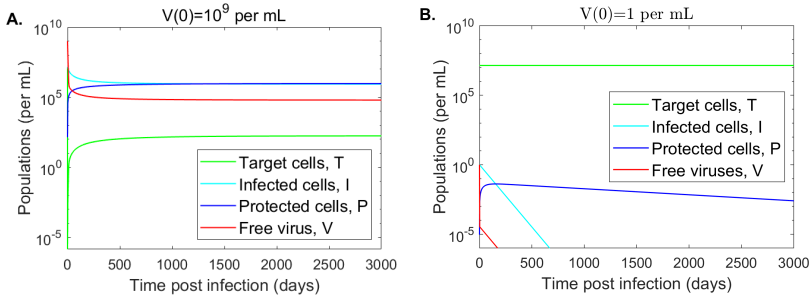 A.
V(0)=10⁹ per mL
Populations (per mL)
10¹⁰
10⁵
10⁰
10⁻⁵
Target cells, T
Infected cells, I
Protected cells, P
Free virus, V
0 500 1000 1500 2000 2500 3000
Time post infection (days)
B.
V(0)=1 per mL
Populations (per mL)
10¹⁰
10⁵
10⁰
10⁻⁵
Target cells, T
Infected cells, I
Protected cells, P
Free viruses, V
0 500 1000 1500 2000 2500 3000
Time post infection (days)